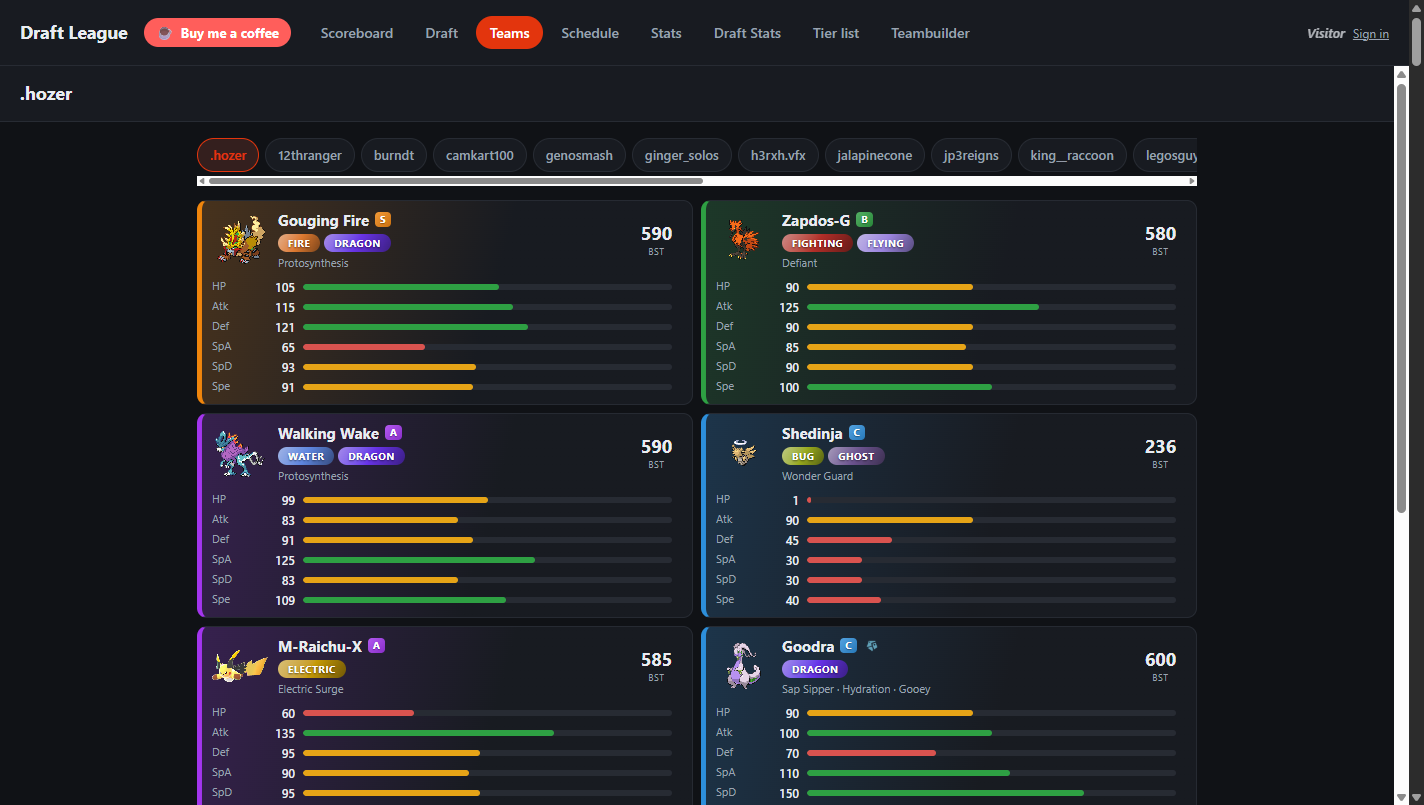 Draft League Buy me a coffee Scoreboard Draft Teams Schedule Stats Draft Stats Tier list Teambuilder Visitor Sign in
.hozer
.hozer 12thranger burndt camkart100 genosmash ginger_solos h3rxh.vfx jalapinecone jp3reigns king__raccoon legosguy
Gouging Fire S
FIRE DRAGON
Protosynthesis
590
BST
HP 105
Atk 115
Def 121
SpA 65
SpD 93
Spe 91
Zapdos-G B
FIGHTING FLYING
Defiant
580
BST
HP 90
Atk 125
Def 90
SpA 85
SpD 90
Spe 100
Walking Wake A
WATER DRAGON
Protosynthesis
590
BST
HP 99
Atk 83
Def 91
SpA 125
SpD 83
Spe 109
Shedinja C
BUG GHOST
Wonder Guard
236
BST
HP 1
Atk 90
Def 45
SpA 30
SpD 30
Spe 40
M-Raichu-X A
ELECTRIC
Electric Surge
585
BST
HP 60
Atk 135
Def 95
SpA 90
SpD 95
Goodra C
DRAGON
Sap Sipper · Hydration · Gooey
600
BST
HP 90
Atk 100
Def 70
SpA 110
SpD 150